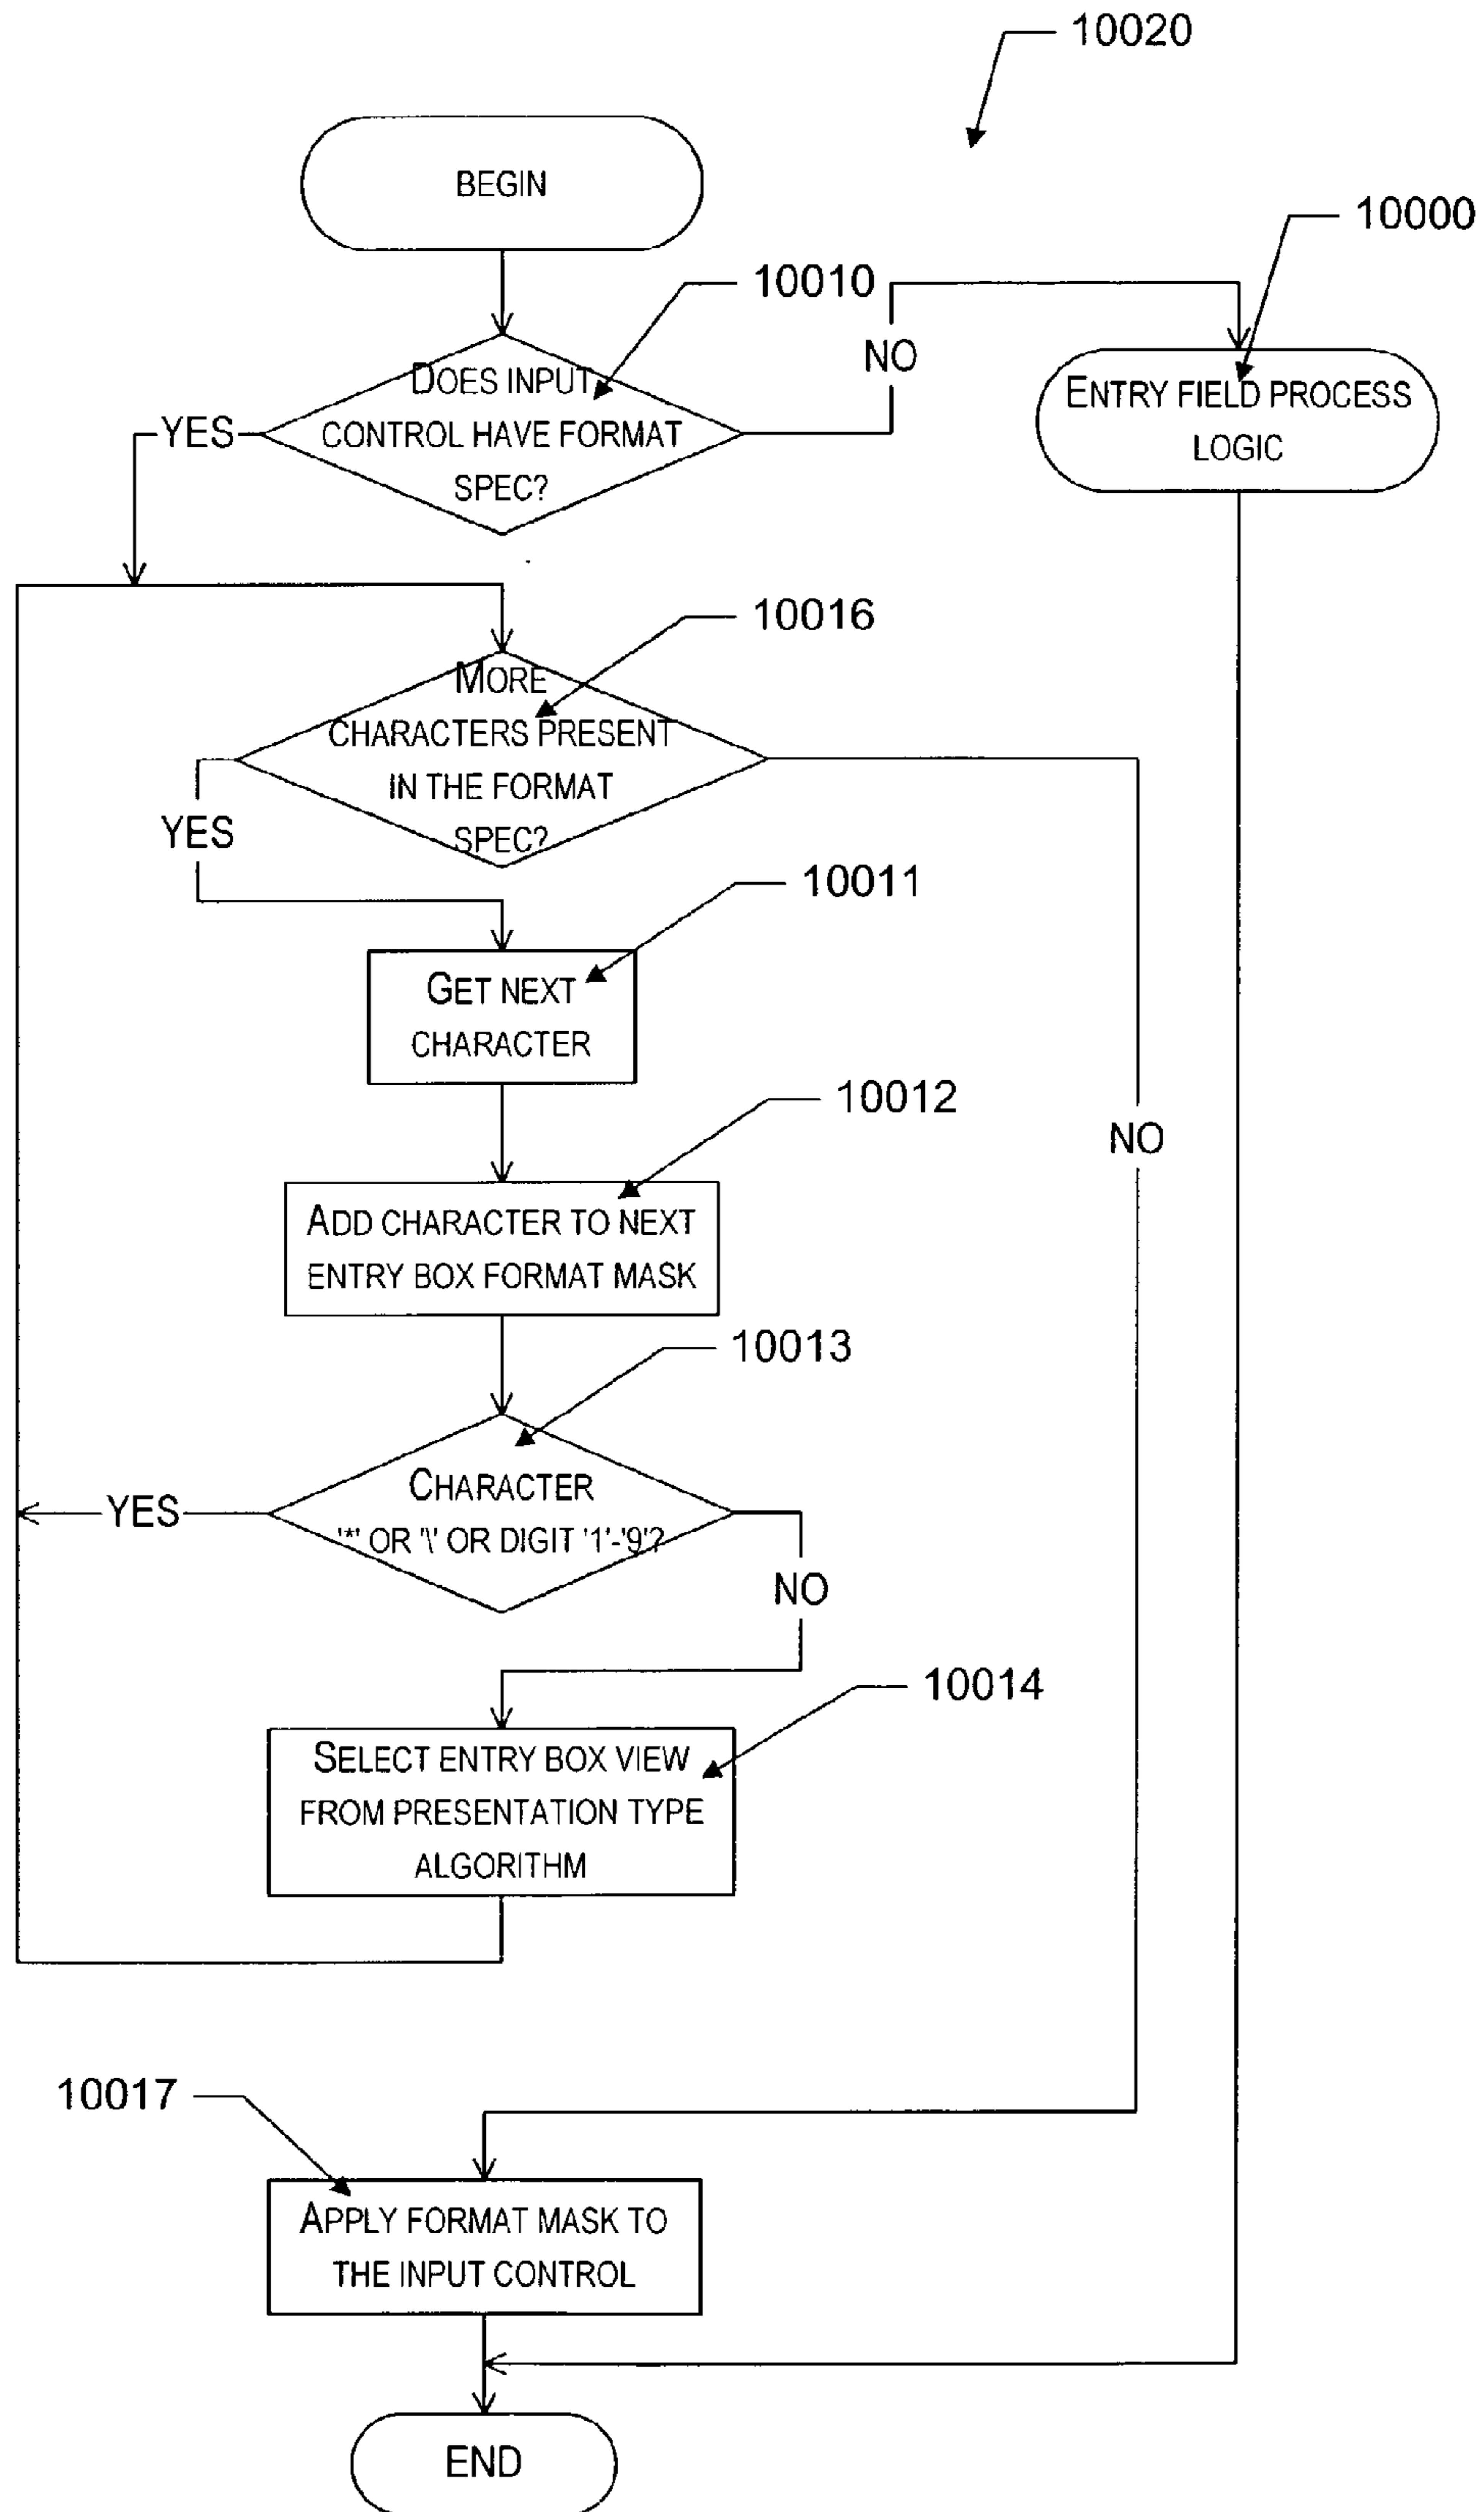 10020
BEGIN
10000
10010
NO
DOES INPUT
CONTROL HAVE FORMAT
SPEC?
YES
ENTRY FIELD PROCESS
LOGIC
10016
MORE
CHARACTERS PRESENT
IN THE FORMAT
SPEC?
YES
10011
GET NEXT
CHARACTER
10012
NO
ADD CHARACTER TO NEXT
ENTRY BOX FORMAT MASK
10013
CHARACTER
'*' OR '\' OR DIGIT '1'-'9'?
YES
NO
10014
SELECT ENTRY BOX VIEW
FROM PRESENTATION TYPE
ALGORITHM
10017
APPLY FORMAT MASK TO
THE INPUT CONTROL
END